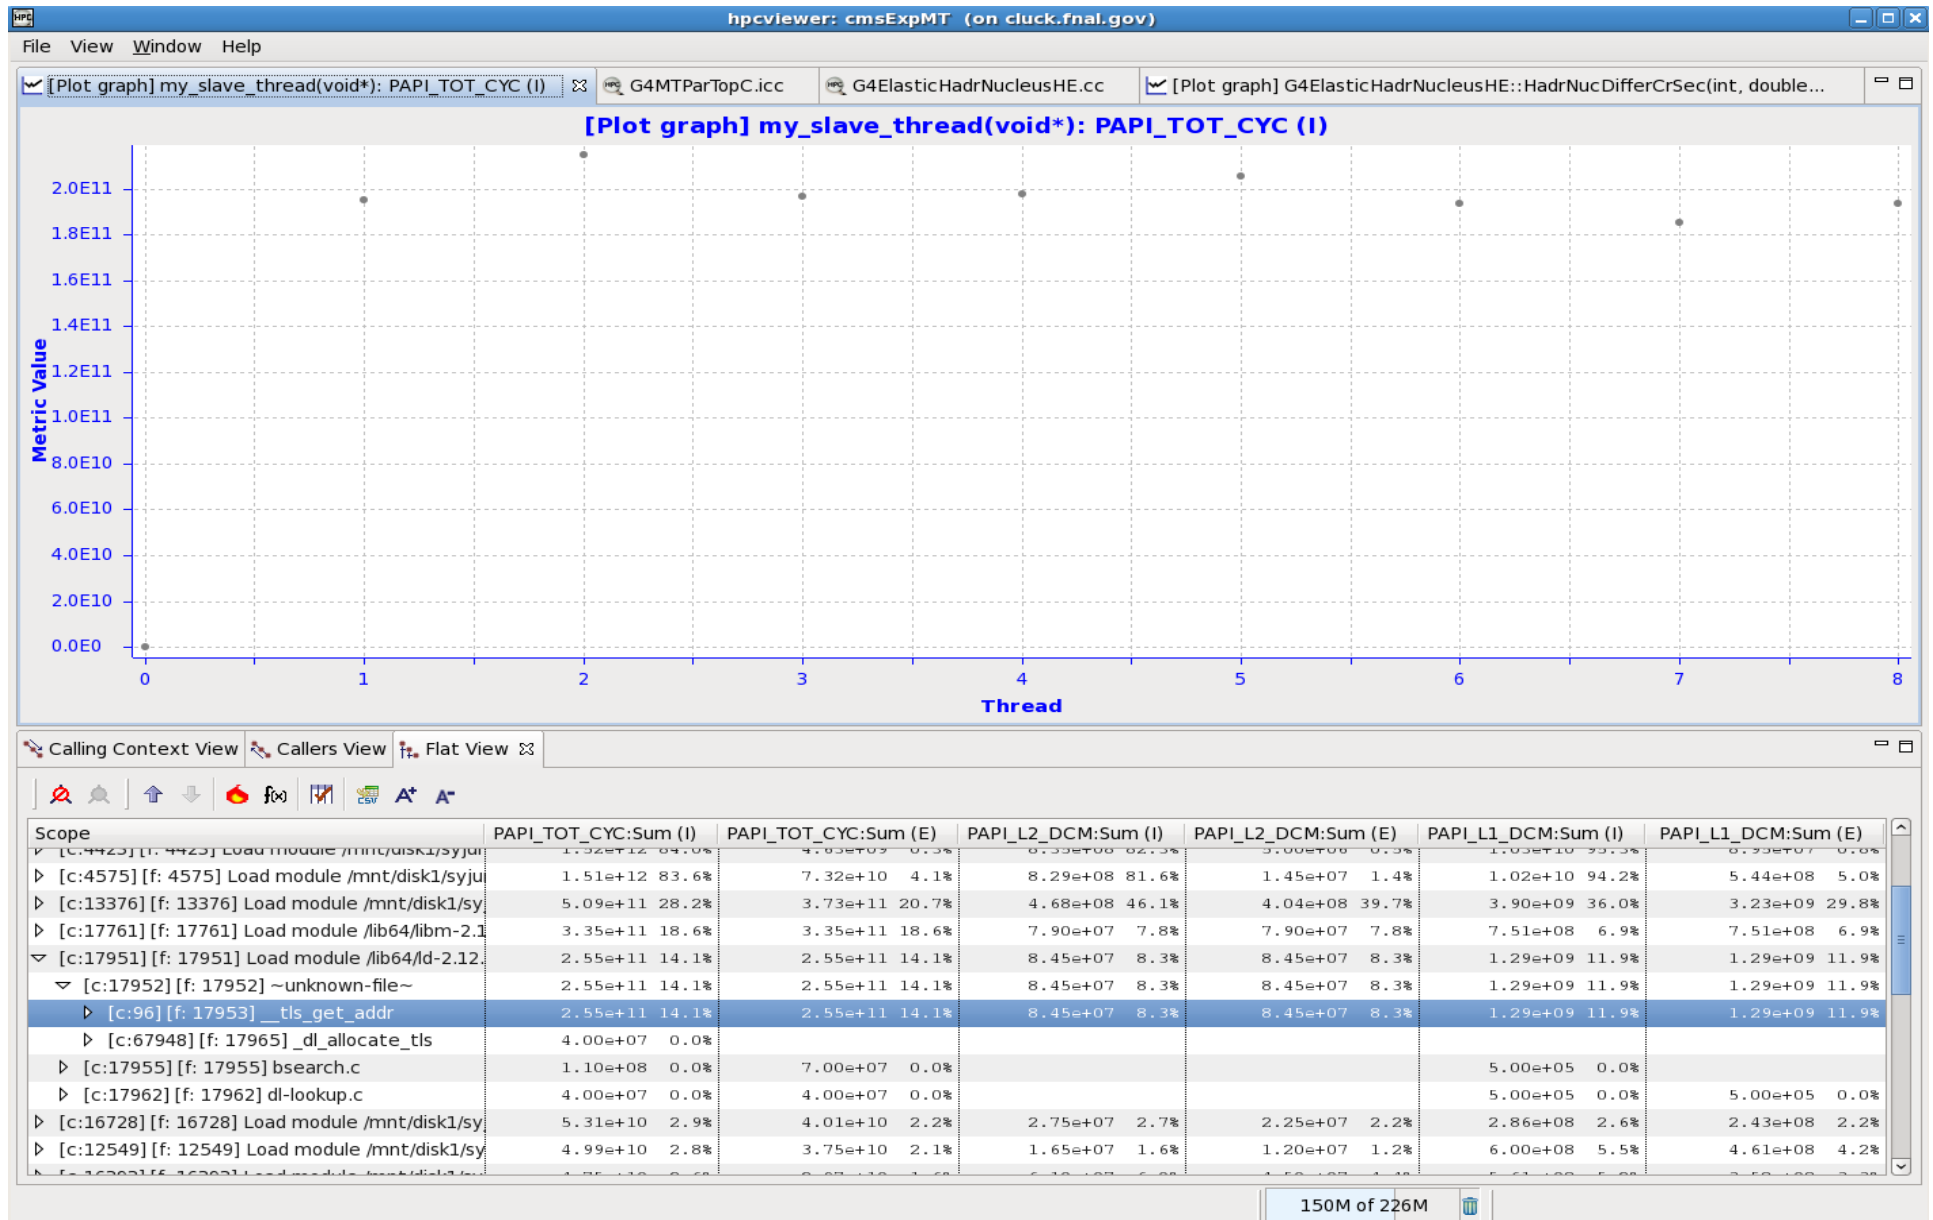 HPC hpcviewer: cmsExpMT (on cluck.fnal.gov)
File View Window Help
[Plot graph] my_slave_thread(void*): PAPI_TOT_CYC (I) G4MTParTopC.icc G4ElasticHadrNucleusHE.cc [Plot graph] G4ElasticHadrNucleusHE::HadrNucDifferCrSec(int, double...
[Plot graph] my_slave_thread(void*): PAPI_TOT_CYC (I)
2.0E11
1.8E11
1.6E11
1.4E11
1.2E11
1.0E11
8.0E10
6.0E10
4.0E10
2.0E10
0.0E0
Metric Value
0 1 2 3 4 5 6 7 8
Thread
Calling Context View Callers View Flat View
f(x) CSV A+ A-
Scope PAPI_TOT_CYC:Sum (I) PAPI_TOT_CYC:Sum (E) PAPI_L2_DCM:Sum (I) PAPI_L2_DCM:Sum (E) PAPI_L1_DCM:Sum (I) PAPI_L1_DCM:Sum (E)
[c:4575] [f: 4575] Load module /mnt/disk1/syju 1.51e+12 83.6% 7.32e+10 4.1% 8.29e+08 81.6% 1.45e+07 1.4% 1.02e+10 94.2% 5.44e+08 5.0%
[c:13376] [f: 13376] Load module /mnt/disk1/sy 5.09e+11 28.2% 3.73e+11 20.7% 4.68e+08 46.1% 4.04e+08 39.7% 3.90e+09 36.0% 3.23e+09 29.8%
[c:17761] [f: 17761] Load module /lib64/libm-2.1 3.35e+11 18.6% 3.35e+11 18.6% 7.90e+07 7.8% 7.90e+07 7.8% 7.51e+08 6.9% 7.51e+08 6.9%
[c:17951] [f: 17951] Load module /lib64/ld-2.12. 2.55e+11 14.1% 2.55e+11 14.1% 8.45e+07 8.3% 8.45e+07 8.3% 1.29e+09 11.9% 1.29e+09 11.9%
[c:17952] [f: 17952] ~unknown-file~ 2.55e+11 14.1% 2.55e+11 14.1% 8.45e+07 8.3% 8.45e+07 8.3% 1.29e+09 11.9% 1.29e+09 11.9%
[c:96] [f: 17953] __tls_get_addr 2.55e+11 14.1% 2.55e+11 14.1% 8.45e+07 8.3% 8.45e+07 8.3% 1.29e+09 11.9% 1.29e+09 11.9%
[c:67948] [f: 17965] _dl_allocate_tls 4.00e+07 0.0%
[c:17955] [f: 17955] bsearch.c 1.10e+08 0.0% 7.00e+07 0.0% 5.00e+05 0.0%
[c:17962] [f: 17962] dl-lookup.c 4.00e+07 0.0% 4.00e+07 0.0% 5.00e+05 0.0% 5.00e+05 0.0%
[c:16728] [f: 16728] Load module /mnt/disk1/sy 5.31e+10 2.9% 4.01e+10 2.2% 2.75e+07 2.7% 2.25e+07 2.2% 2.86e+08 2.6% 2.43e+08 2.2%
[c:12549] [f: 12549] Load module /mnt/disk1/sy 4.99e+10 2.8% 3.75e+10 2.1% 1.65e+07 1.6% 1.20e+07 1.2% 6.00e+08 5.5% 4.61e+08 4.2%
150M of 226M